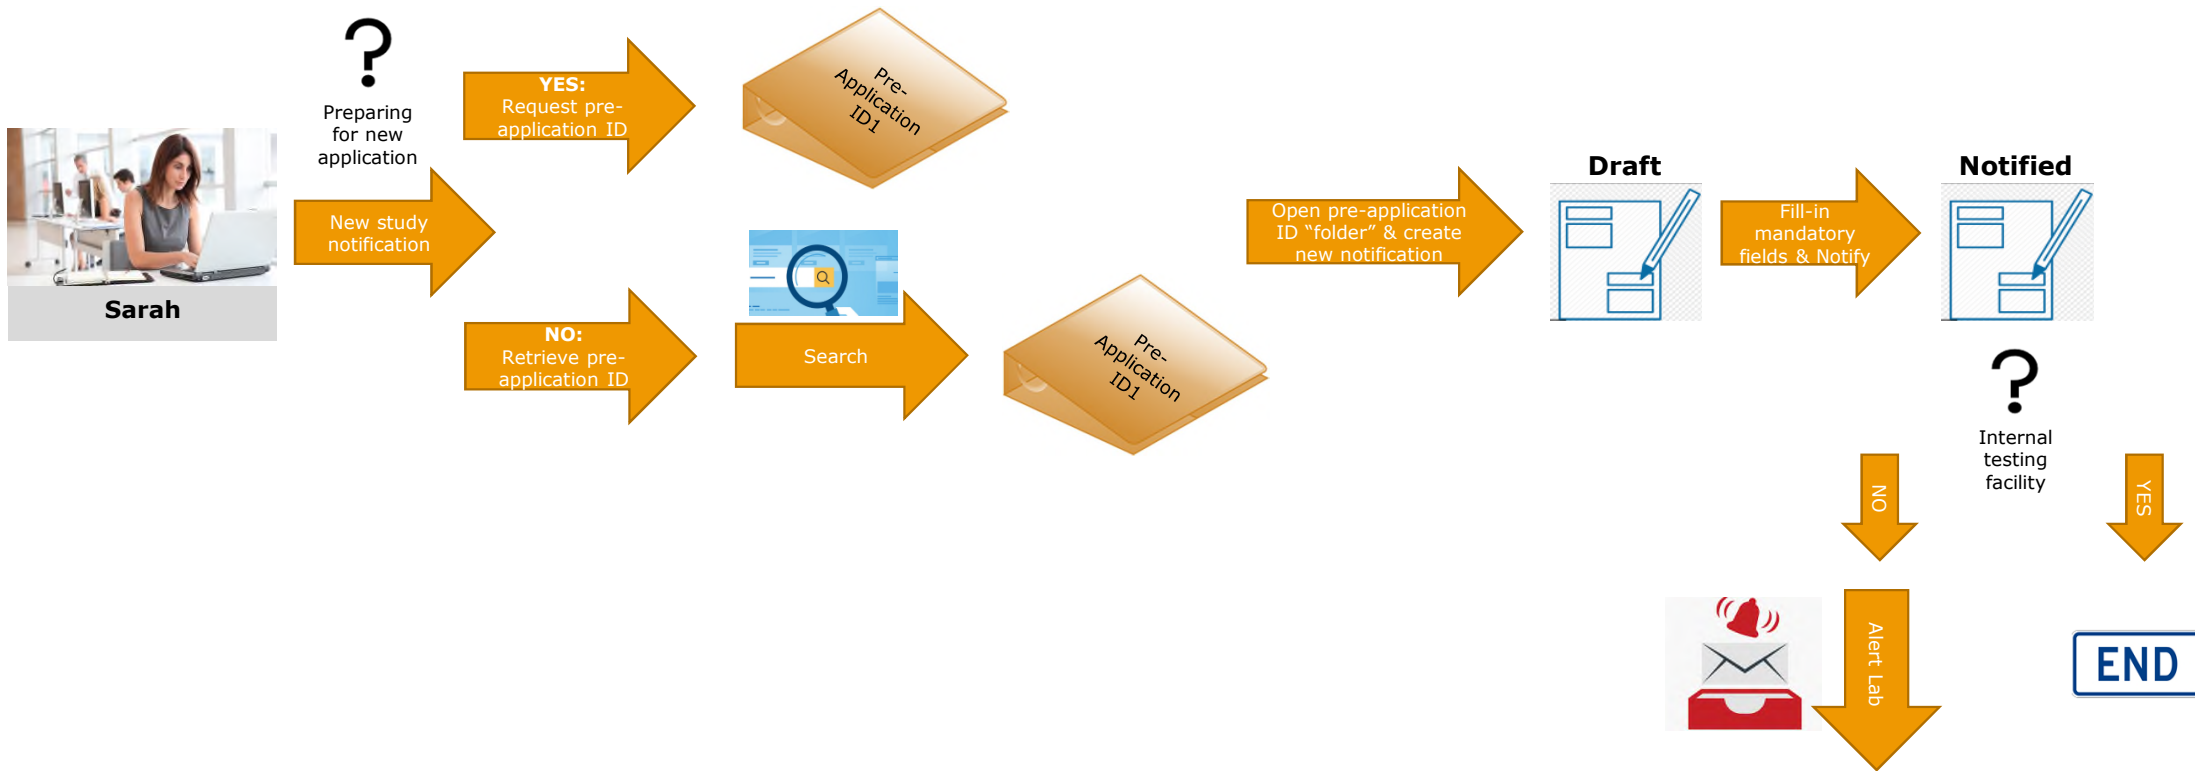 Preparing
for new
application
Sarah
New study
notification
YES:
Request pre-
application ID
Pre-
Application
ID1
NO:
Retrieve pre-
application ID
Search
Pre-
Application
ID1
Open pre-application
ID “folder” & create
new notification
Draft
Fill-in
mandatory
fields & Notify
Notified
Internal
testing
facility
NO
YES
Alert Lab
END